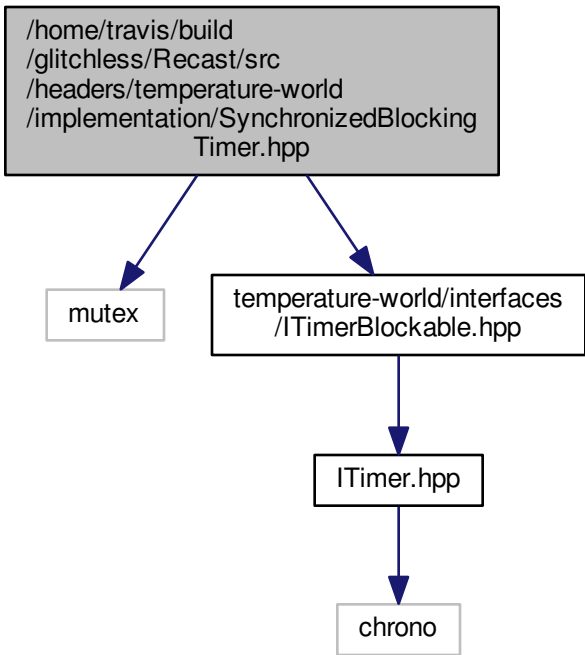 /home/travis/build
/glitchless/Recast/src
/headers/temperature-world
/implementation/SynchronizedBlocking
Timer.hpp
mutex
temperature-world/interfaces
/ITimerBlockable.hpp
ITimer.hpp
chrono